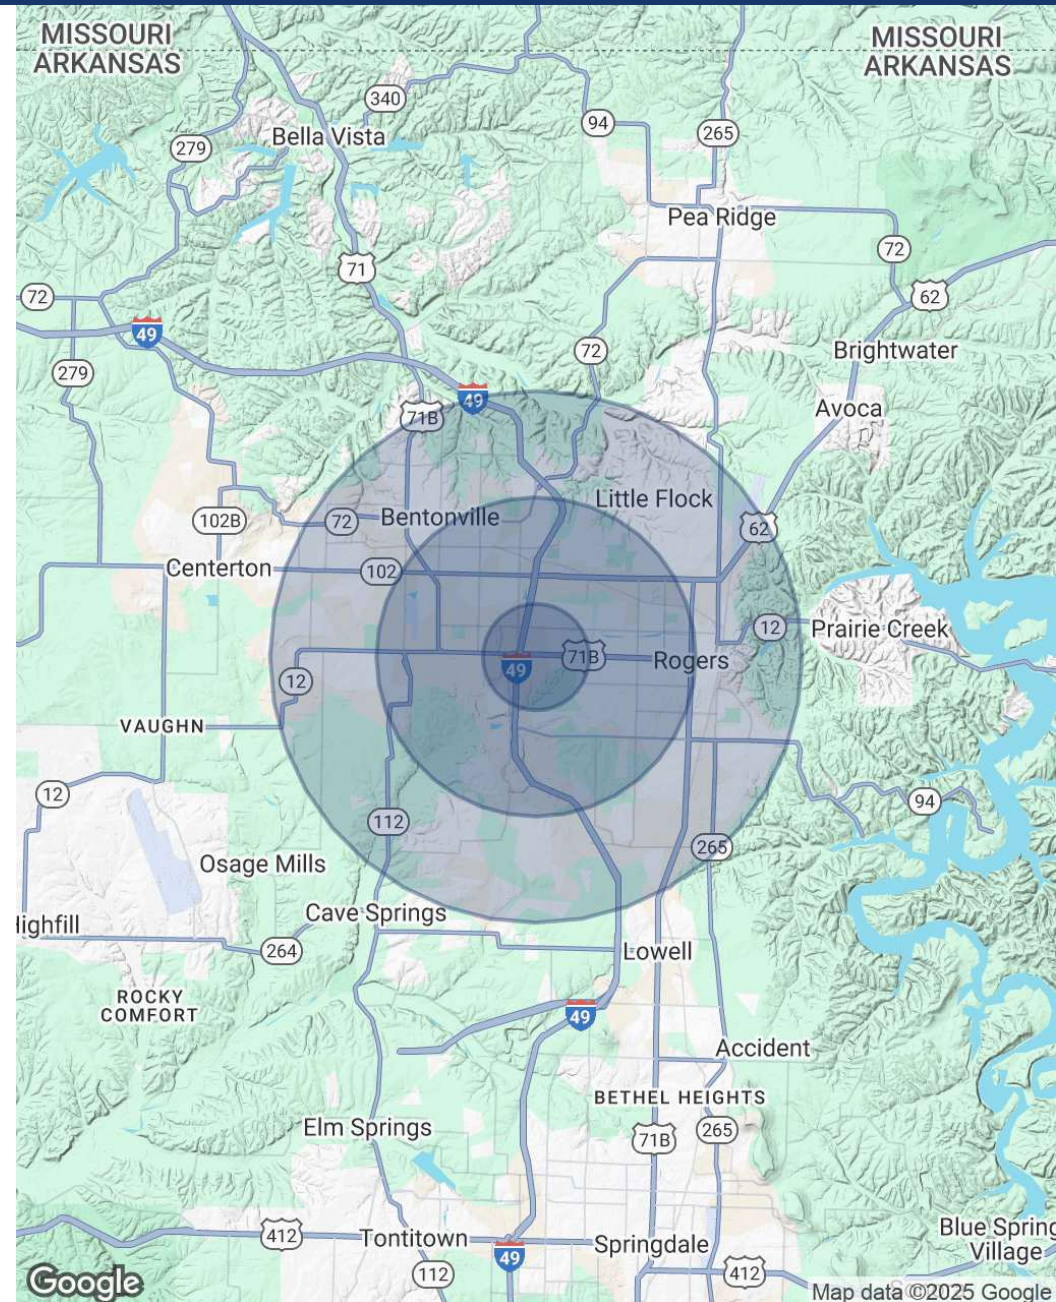 MISSOURI
ARKANSAS
MISSOURI
ARKANSAS
340
94
265
279
Bella Vista
Pea Ridge
72
71
72
62
49
72
Brightwater
279
49
Avoca
71B
Little Flock
102B
72
Bentonville
62
Centerton
102
12
Prairie Creek
71B
Rogers
49
12
VAUGHN
12
94
112
265
Osage Mills
Cave Springs
Highfill
264
Lowell
ROCKY
COMFORT
49
Accident
BETHEL HEIGHTS
Elm Springs
71B
265
412
Tontitown
49
Springdale
Blue Spring
Village
112
412
Google
Map data ©2025 Google